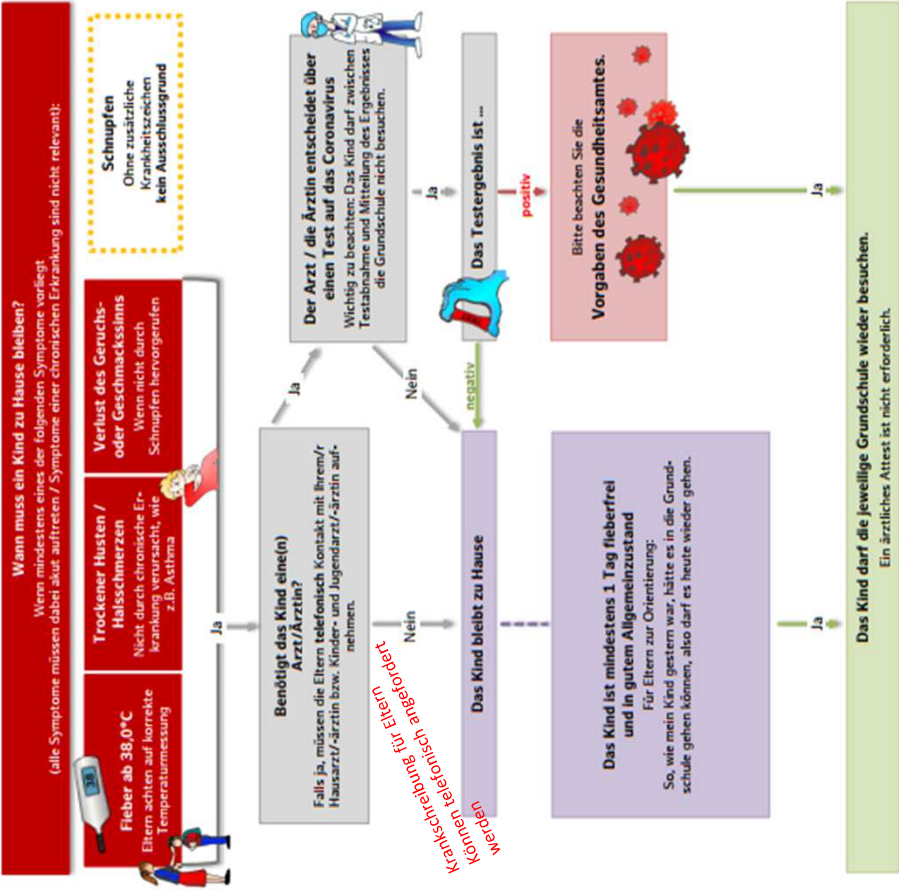 Wann muss ein Kind zu Hause bleiben?
Wenn mindestens eines der folgenden Symptome vorliegt
(alle Symptome müssen dabei akut auftreten / Symptome einer chronischen Erkrankung sind nicht relevant):
Fieber ab 38,0°C
Eltern achten auf korrekte
Temperaturmessung
Trockener Husten /
Halsschmerzen
Nicht durch chronische Er-
krankung verursacht, wie
z.B. Asthma
Verlust des Geruchs-
oder Geschmackssinns
Wenn nicht durch
Schnupfen hervorgerufen
Schnupfen
Ohne zusätzliche
Krankheitszeichen
kein Ausschlussgrund
Ja
Benötigt das Kind eine(n)
Arzt/Ärztin?
Falls ja, müssen die Eltern telefonisch Kontakt mit Ihrem/r
Hausarzt/-ärztin bzw. Kinder- und Jugendarzt/-ärztin auf-
nehmen.
Ja
Der Arzt / die Ärztin entscheidet über
einen Test auf das Coronavirus
Wichtig zu beachten: Das Kind darf zwischen
Testabnahme und Mitteilung des Ergebnisses
die Grundschule nicht besuchen.
Krankschreibung für Eltern
Können telefonisch angefordert
werden
Nein
Nein
Ja
Das Kind bleibt zu Hause
negativ
Das Testergebnis ist ...
positiv
Das Kind ist mindestens 1 Tag fieberfrei
und in gutem Allgemeinzustand
Für Eltern zur Orientierung:
So, wie mein Kind gestern war, hätte es in die Grund-
schule gehen können, also darf es heute wieder gehen.
Bitte beachten Sie die
Vorgaben des Gesundheitsamtes.
Ja
Ja
Das Kind darf die jeweilige Grundschule wieder besuchen.
Ein ärztliches Attest ist nicht erforderlich.